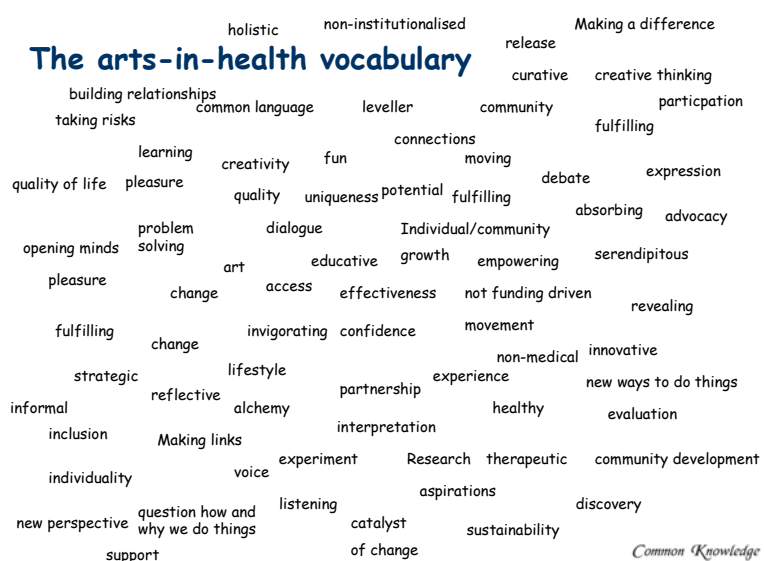 holistic
non-institutionalised
Making a difference
release
The arts-in-health vocabulary
curative
creative thinking
building relationships
common language
leveller
community
particpation
taking risks
fulfilling
connections
learning
creativity
fun
moving
debate
expression
quality of life
pleasure
quality
uniqueness
potential
fulfilling
absorbing
advocacy
problem
solving
dialogue
Individual/community
opening minds
art
educative
growth
empowering
serendipitous
pleasure
change
access
effectiveness
not funding driven
revealing
fulfilling
change
invigorating
confidence
movement
non-medical
innovative
strategic
lifestyle
experience
new ways to do things
reflective
partnership
informal
alchemy
healthy
evaluation
inclusion
Making links
interpretation
experiment
Research
therapeutic
community development
individuality
voice
aspirations
listening
discovery
new perspective
question how and
why we do things
catalyst
of change
sustainability
support
Common Knowledge